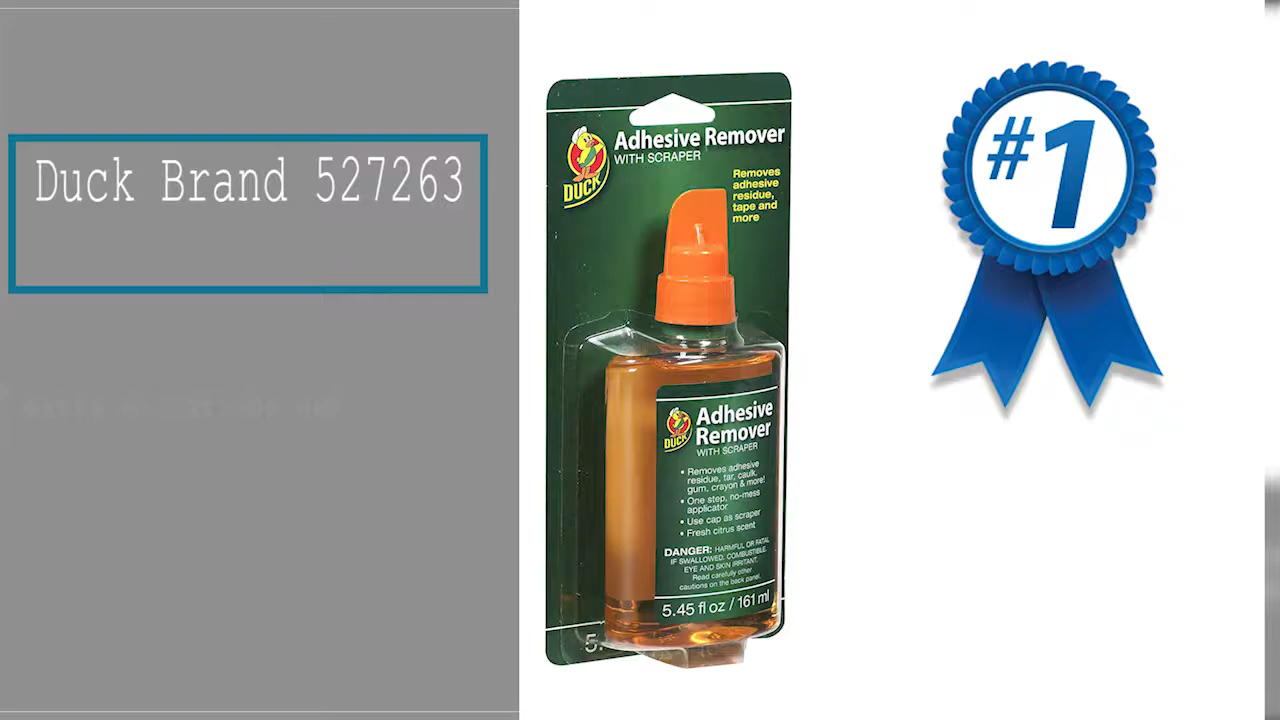 Duck Brand 527263
DUCK
Adhesive Remover
WITH SCRAPER
Removes
adhesive
residue,
tape and
more
DUCK
Adhesive
Remover
WITH SCRAPER
• Removes adhesive
residue, tar, caulk,
gum, crayon & more!
• One step, no-mess
applicator
• Use cap as scraper
• Fresh citrus scent
DANGER: HARMFUL OR FATAL
IF SWALLOWED. COMBUSTIBLE.
EYE AND SKIN IRRITANT.
Read carefully other
cautions on the back panel.
5.45 fl oz / 161 ml
5.
#1